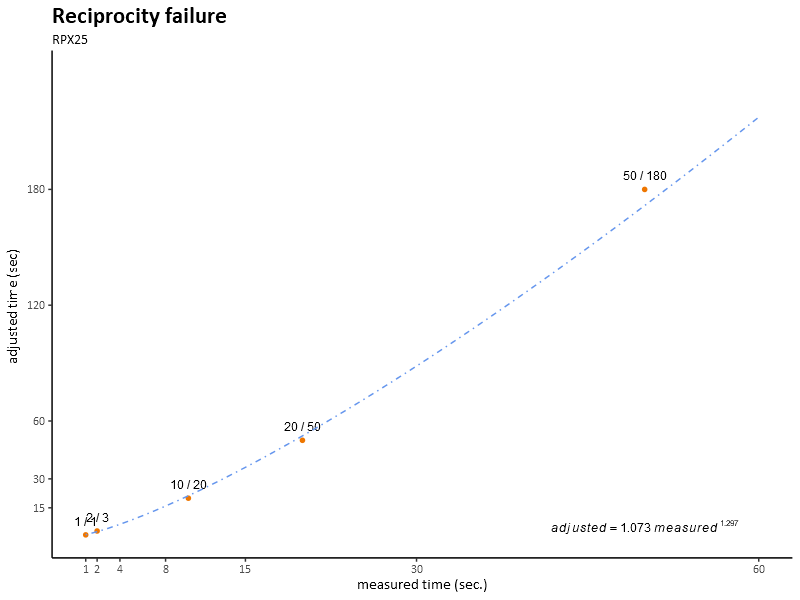 Reciprocity failure
RPX25
50 / 180
180
120
20 / 50
60
10 / 20
30
15
2 / 3
1 / 1
adjusted = 1.073 measured^1.297
1 2 4 8 15 30 60
measured time (sec.)
adjusted time (sec)